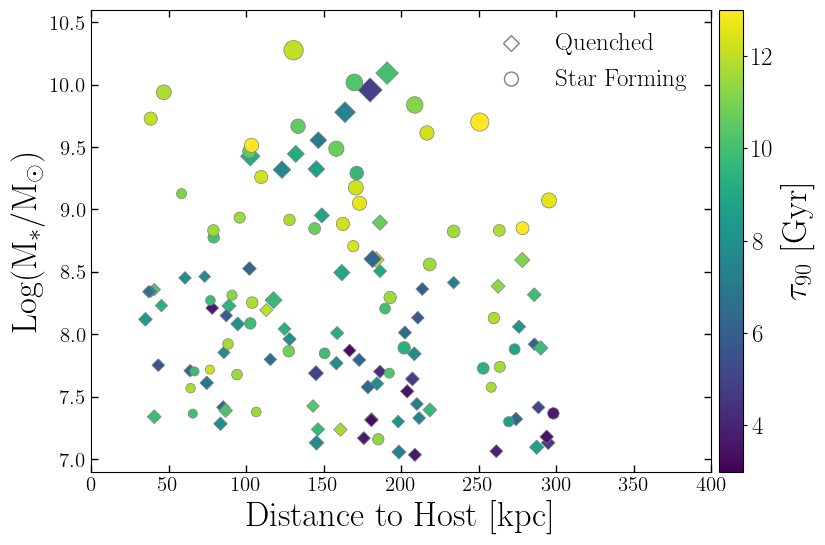 Log(M*/M⊙)
10.5
10.0
9.5
9.0
8.5
8.0
7.5
7.0
Quenched
Star Forming
0 50 100 150 200 250 300 350 400
Distance to Host [kpc]
12
10
8
6
4
τ90 [Gyr]